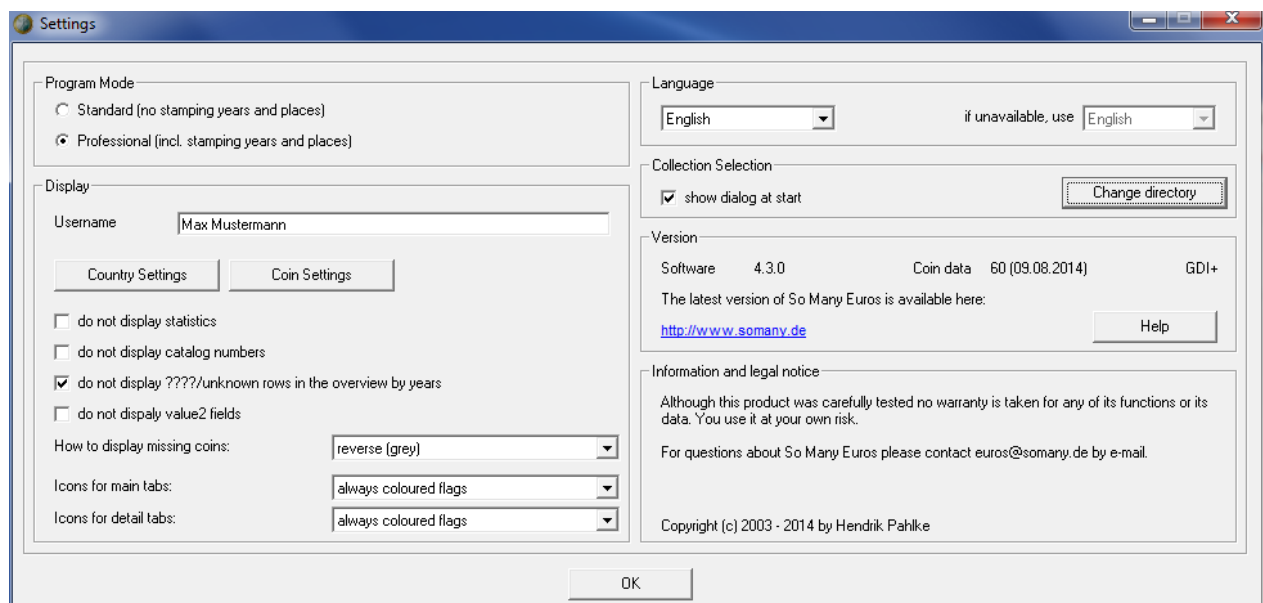 Settings
Program Mode
Standard (no stamping years and places)
Professional (incl. stamping years and places)
Display
Username Max Mustermann
Country Settings Coin Settings
do not display statistics
do not display catalog numbers
do not display ????/unknown rows in the overview by years
do not dispaly value2 fields
How to display missing coins: reverse (grey)
Icons for main tabs: always coloured flags
Icons for detail tabs: always coloured flags
Language
English if unavailable, use English
Collection Selection
show dialog at start Change directory
Version
Software 4.3.0 Coin data 60 (09.08.2014) GDI+
The latest version of So Many Euros is available here:
http://www.somany.de Help
Information and legal notice
Although this product was carefully tested no warranty is taken for any of its functions or its
data. You use it at your own risk.
For questions about So Many Euros please contact euros@somany.de by e-mail.
Copyright (c) 2003 - 2014 by Hendrik Pahlke
OK